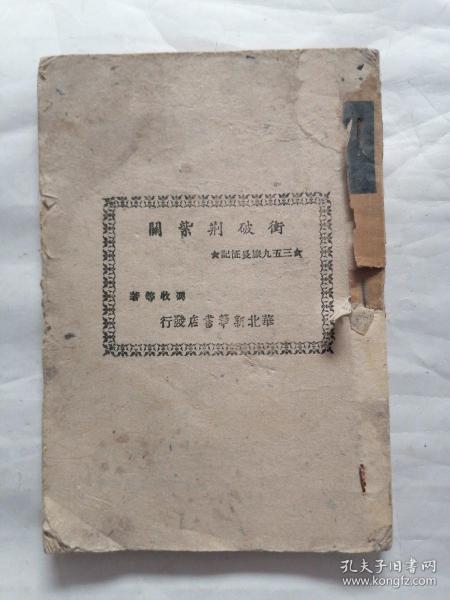 衝破荆紫關
★三五九旅長征記★
馮牧等著
華北新華書店發行
孔夫子旧书网
www.kongfz.com